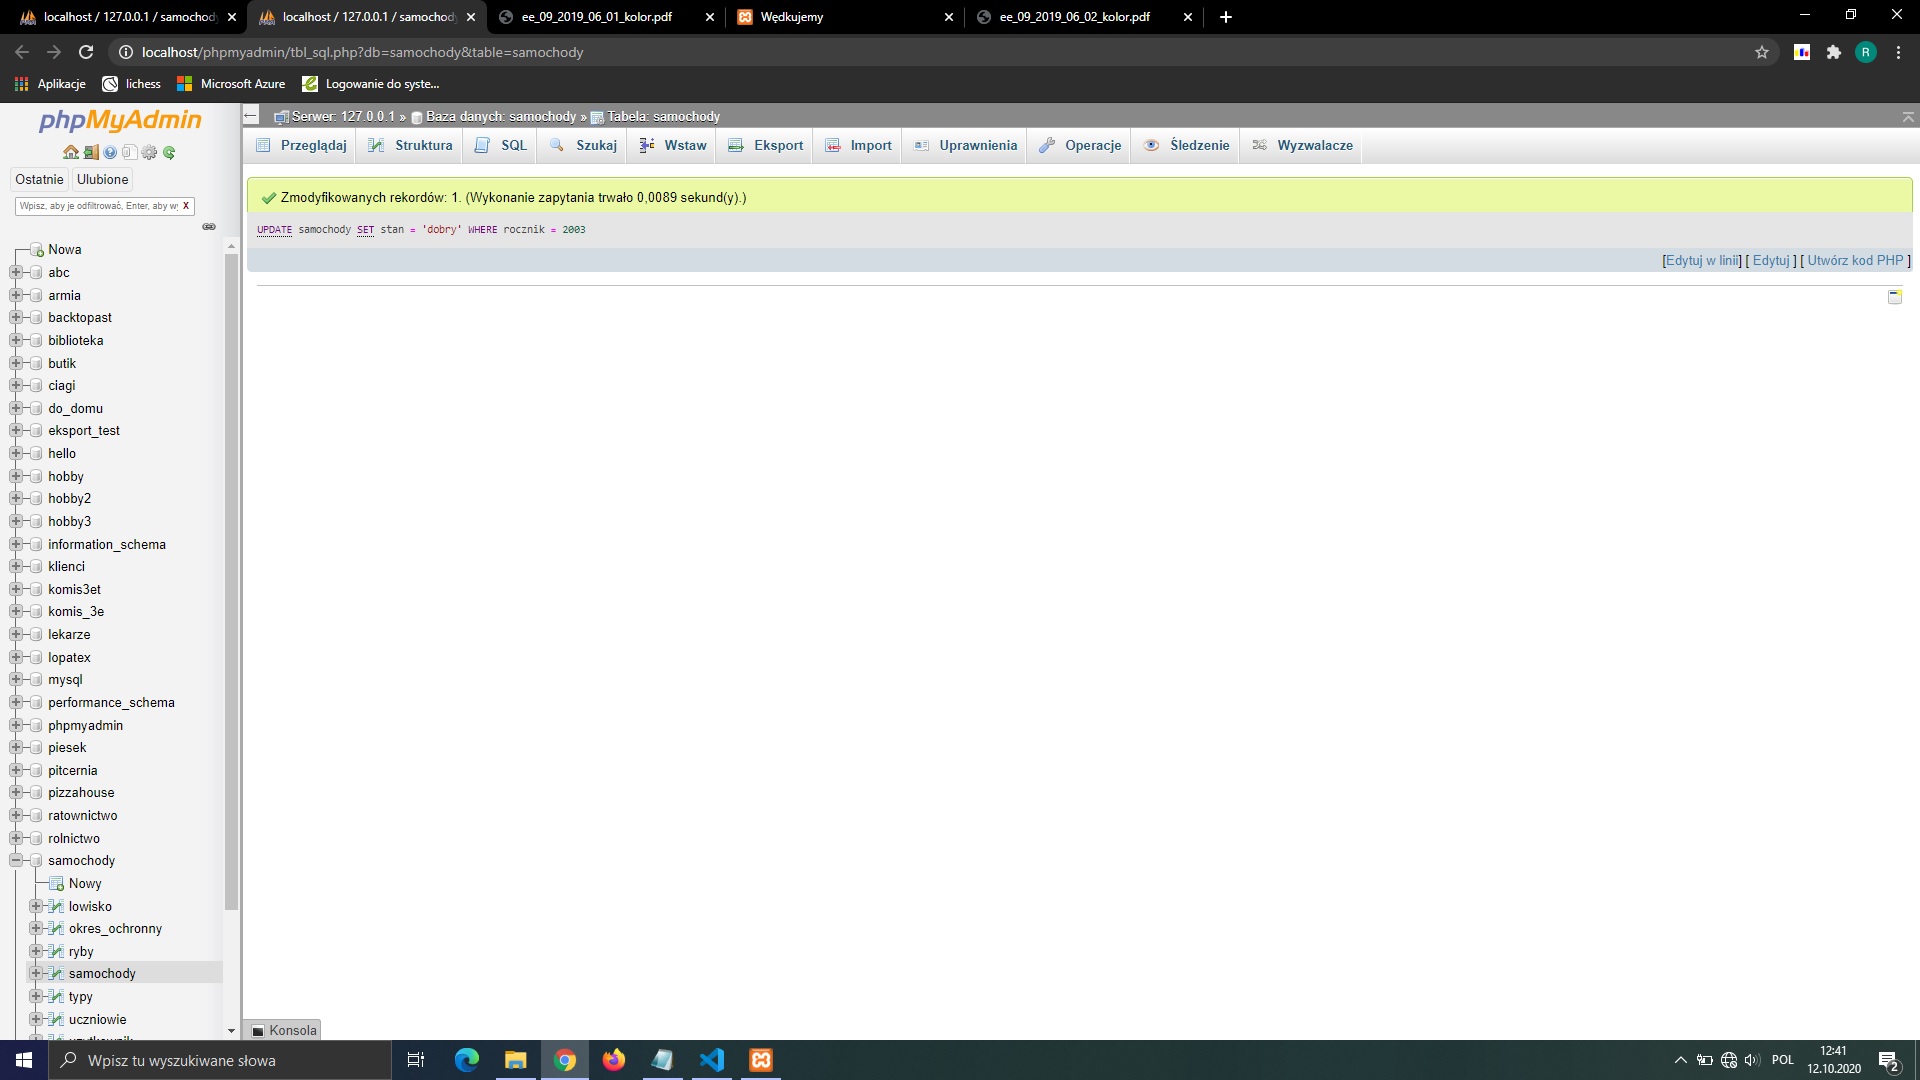 localhost / 127.0.0.1 / samochody
localhost / 127.0.0.1 / samochody
ee_09_2019_06_01_kolor.pdf
Wędkujemy
ee_09_2019_06_02_kolor.pdf
localhost/phpmyadmin/tbl_sql.php?db=samochody&table=samochody
R
Aplikacje
lichess
Microsoft Azure
Logowanie do syste...
phpMyAdmin
Serwer: 127.0.0.1 » Baza danych: samochody » Tabela: samochody
Przeglądaj
Struktura
SQL
Szukaj
Wstaw
Eksport
Import
Uprawnienia
Operacje
Śledzenie
Wyzwalacze
Ostatnie
Ulubione
Wpisz, aby je odfiltrować, Enter, aby wy
X
Zmodyfikowanych rekordów: 1. (Wykonanie zapytania trwało 0,0089 sekund(y).)
UPDATE samochody SET stan = 'dobry' WHERE rocznik = 2003
[Edytuj w linii] [ Edytuj ] [ Utwórz kod PHP ]
Nowa
abc
armia
backtopast
biblioteka
butik
ciagi
do_domu
eksport_test
hello
hobby
hobby2
hobby3
information_schema
klienci
komis3et
komis_3e
lekarze
lopatex
mysql
performance_schema
phpmyadmin
piesek
pitcernia
pizzahouse
ratownictwo
rolnictwo
samochody
Nowy
lowisko
okres_ochronny
ryby
samochody
typy
uczniowie
Konsola
Wpisz tu wyszukiwane słowa
POL
12:41
12.10.2020
2